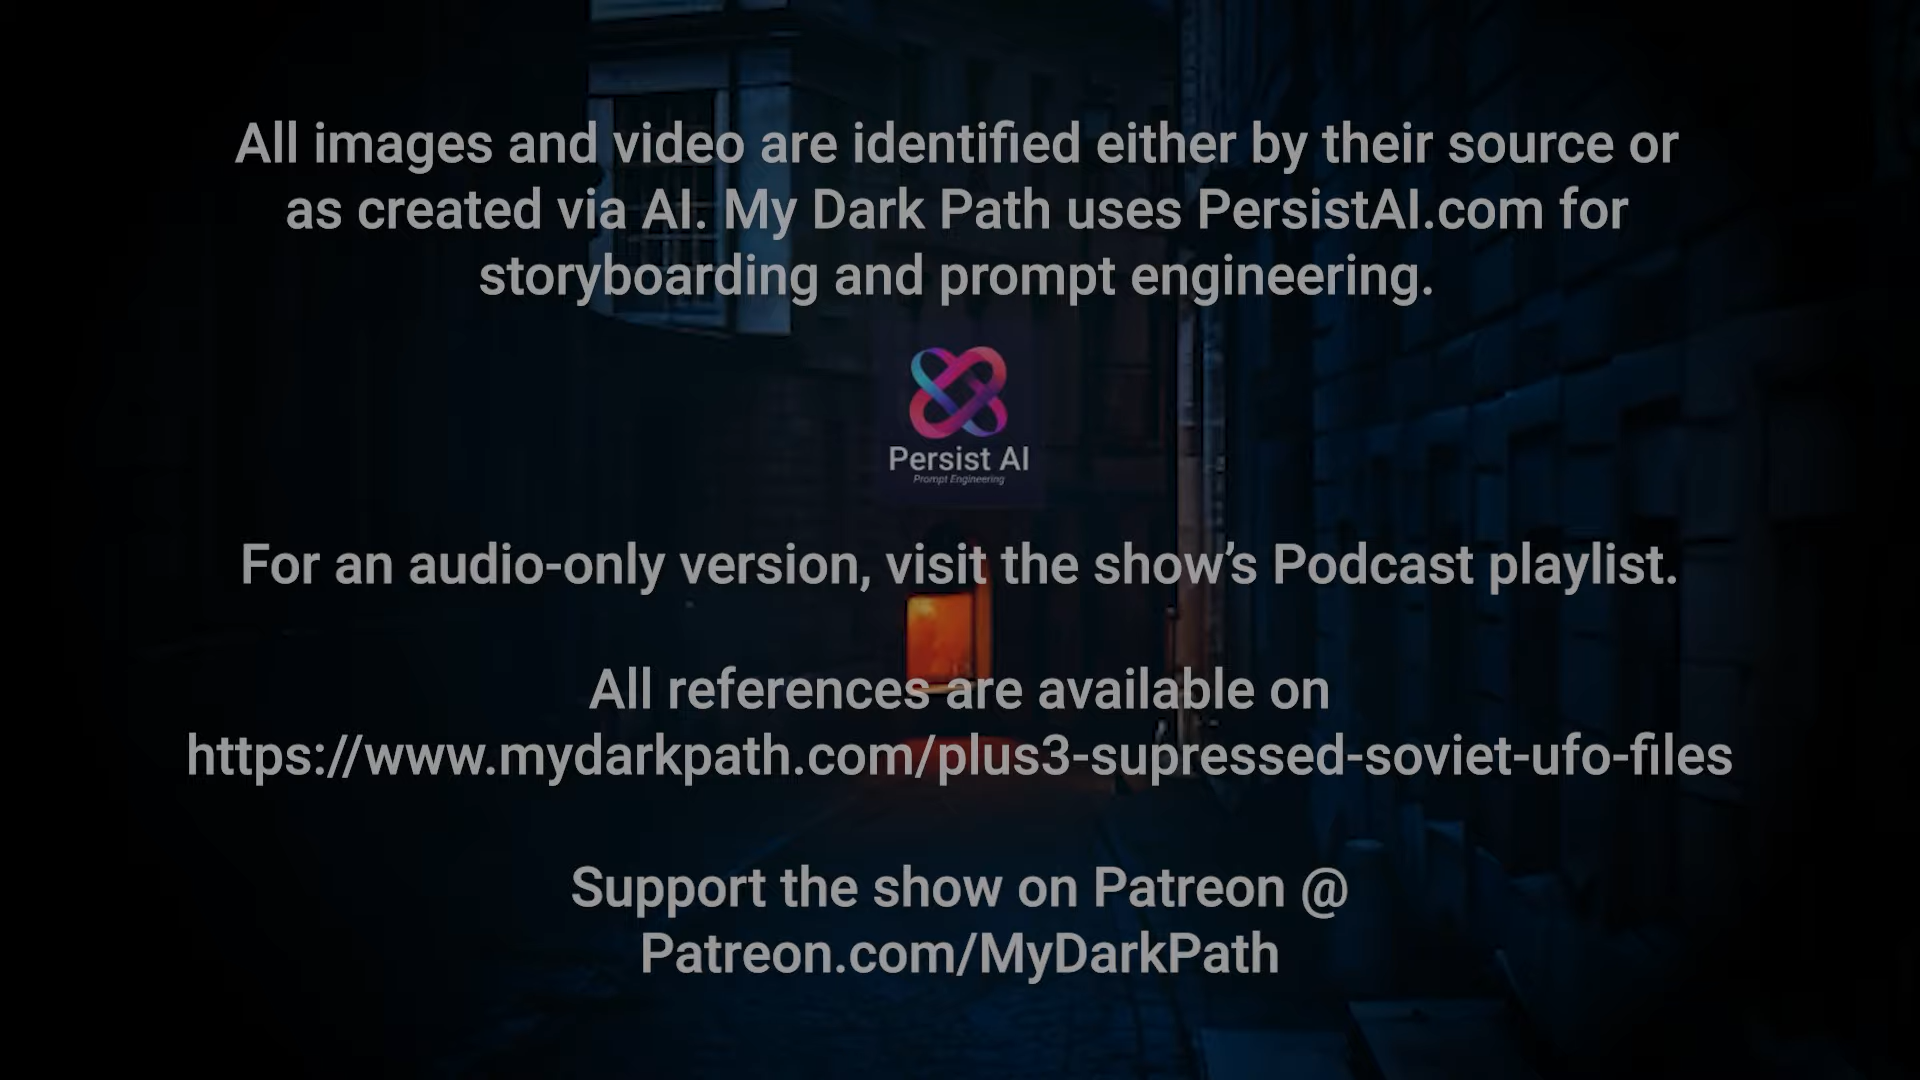 All images and video are identified either by their source or
as created via AI. My Dark Path uses PersistAI.com for
storyboarding and prompt engineering.
Persist AI
Prompt Engineering
For an audio-only version, visit the show’s Podcast playlist.
All references are available on
https://www.mydarkpath.com/plus3-supressed-soviet-ufo-files
Support the show on Patreon @
Patreon.com/MyDarkPath